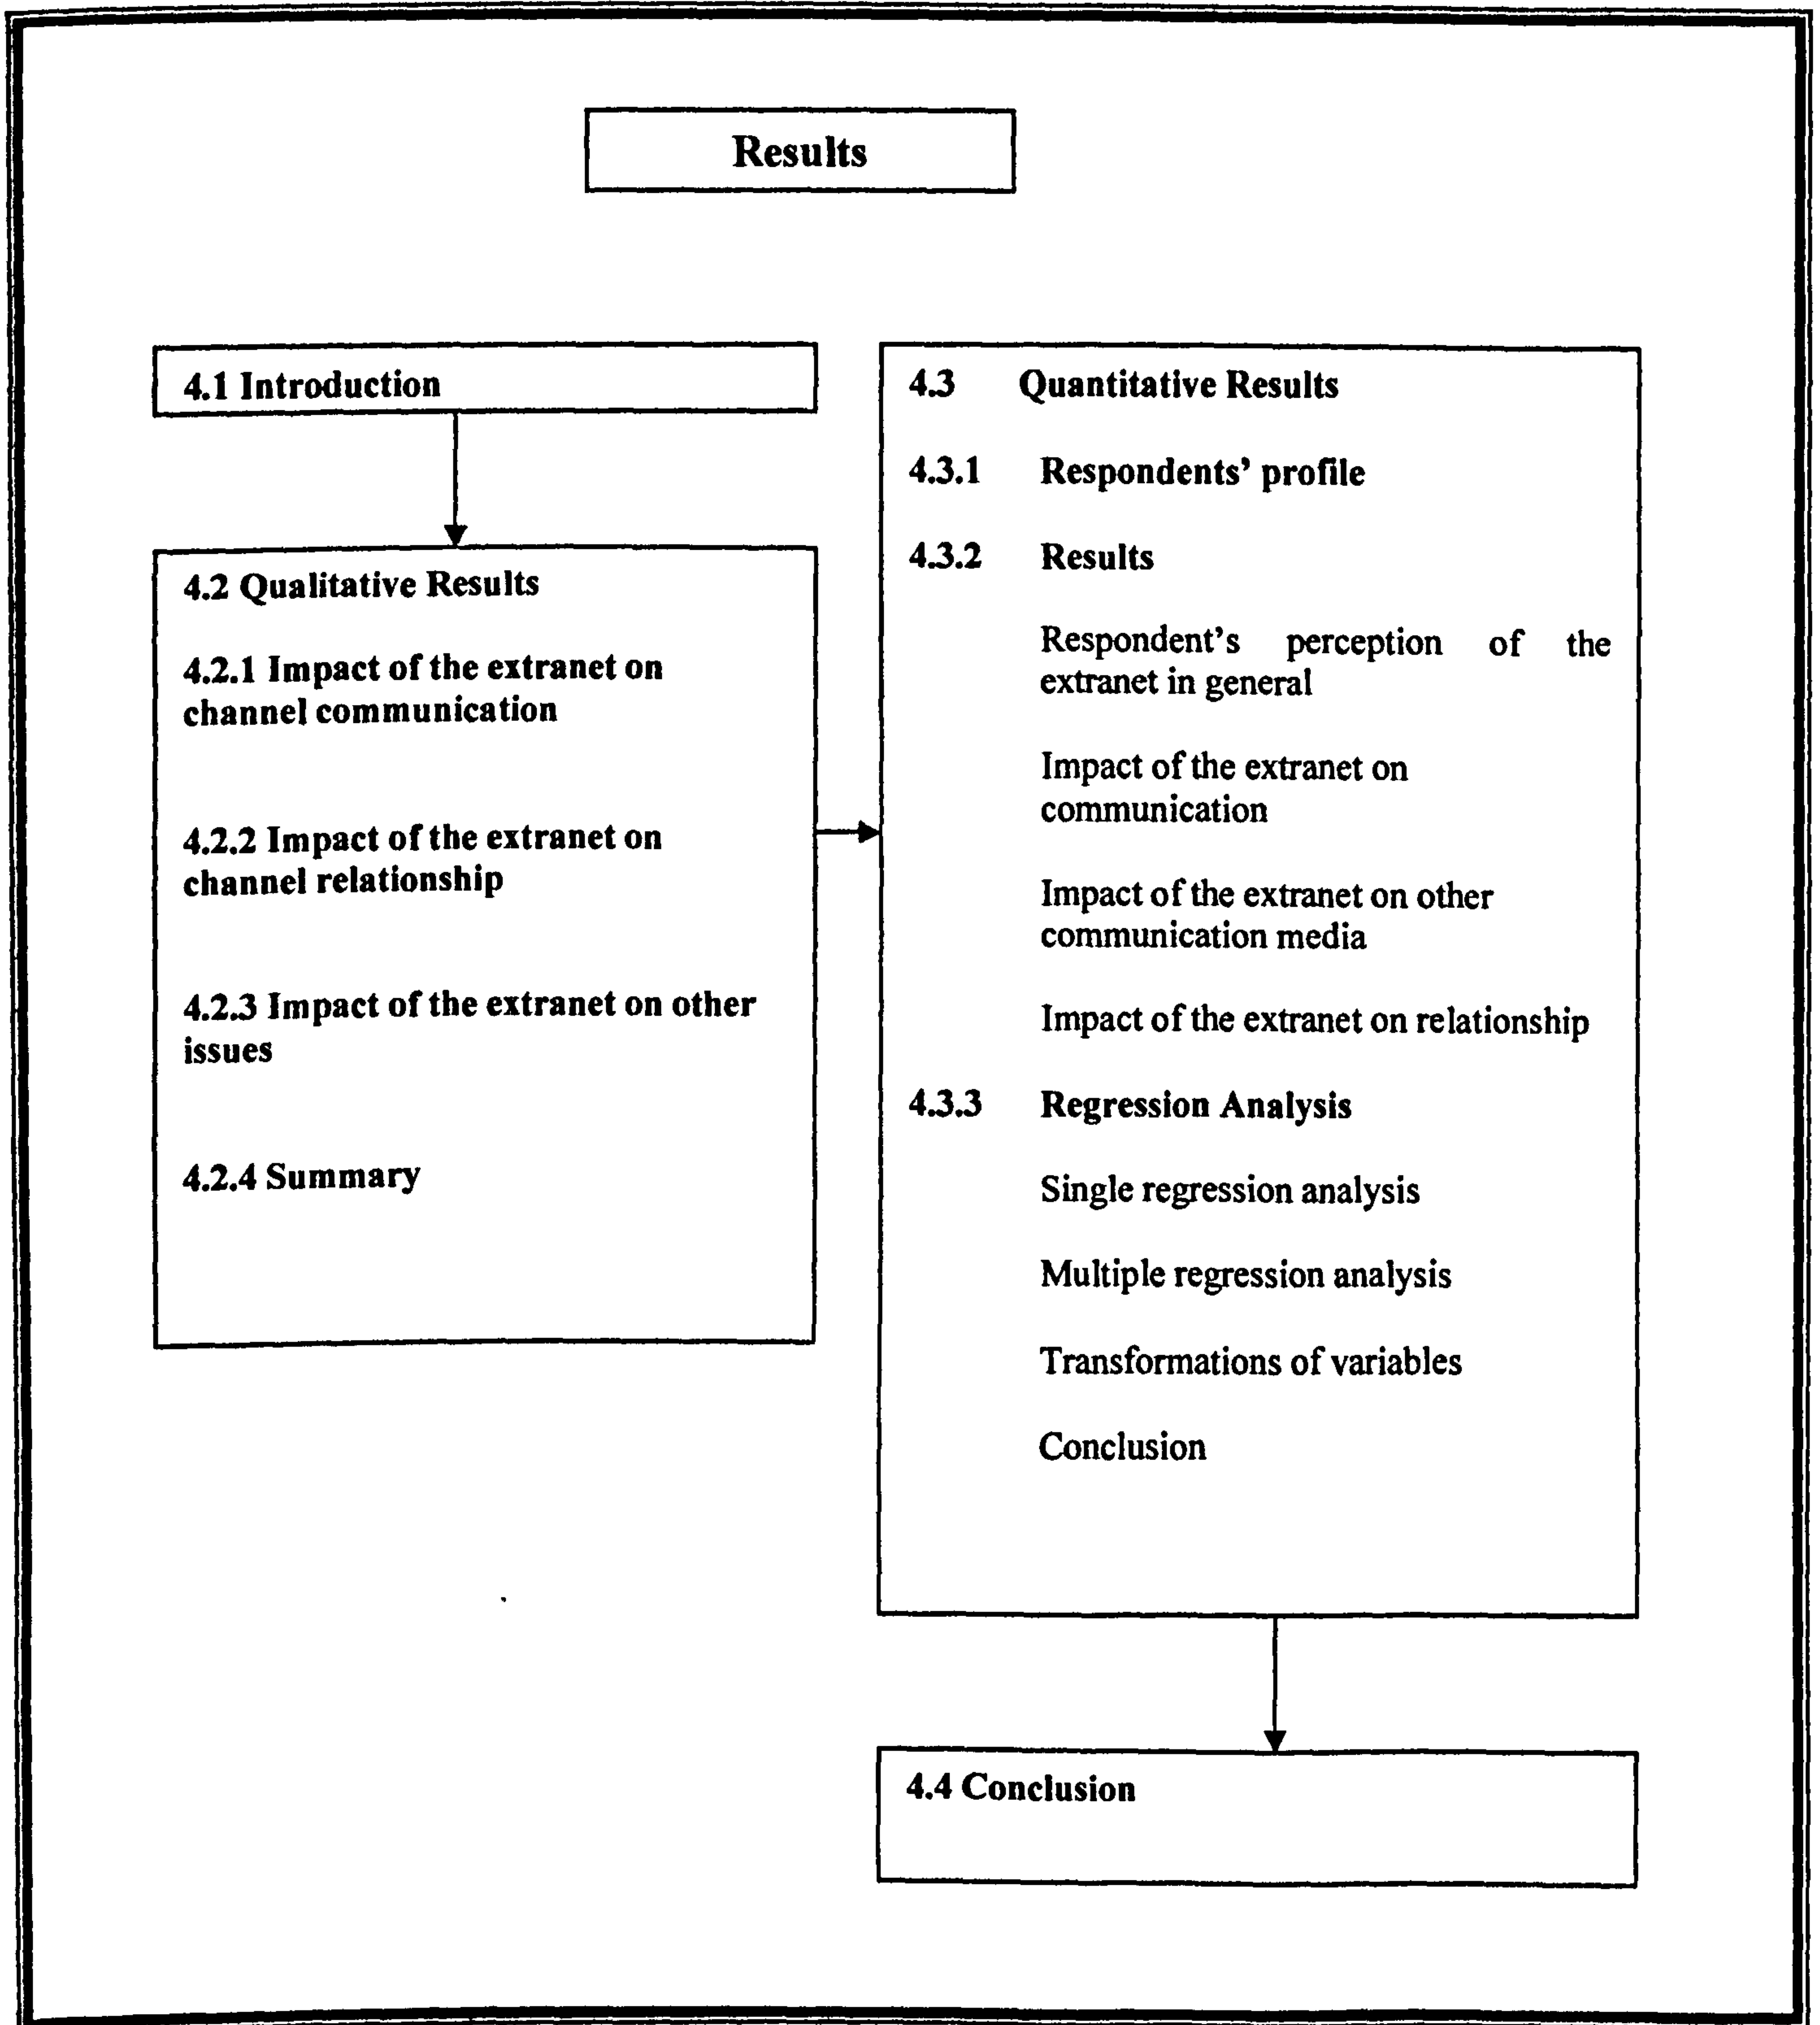 Results
4.1 Introduction
4.2 Qualitative Results
4.2.1 Impact of the extranet on
channel communication
4.2.2 Impact of the extranet on
channel relationship
4.2.3 Impact of the extranet on other
issues
4.2.4 Summary
4.3 Quantitative Results
4.3.1 Respondents’ profile
4.3.2 Results
Respondent’s perception of the
extranet in general
Impact of the extranet on
communication
Impact of the extranet on other
communication media
Impact of the extranet on relationship
4.3.3 Regression Analysis
Single regression analysis
Multiple regression analysis
Transformations of variables
Conclusion
4.4 Conclusion